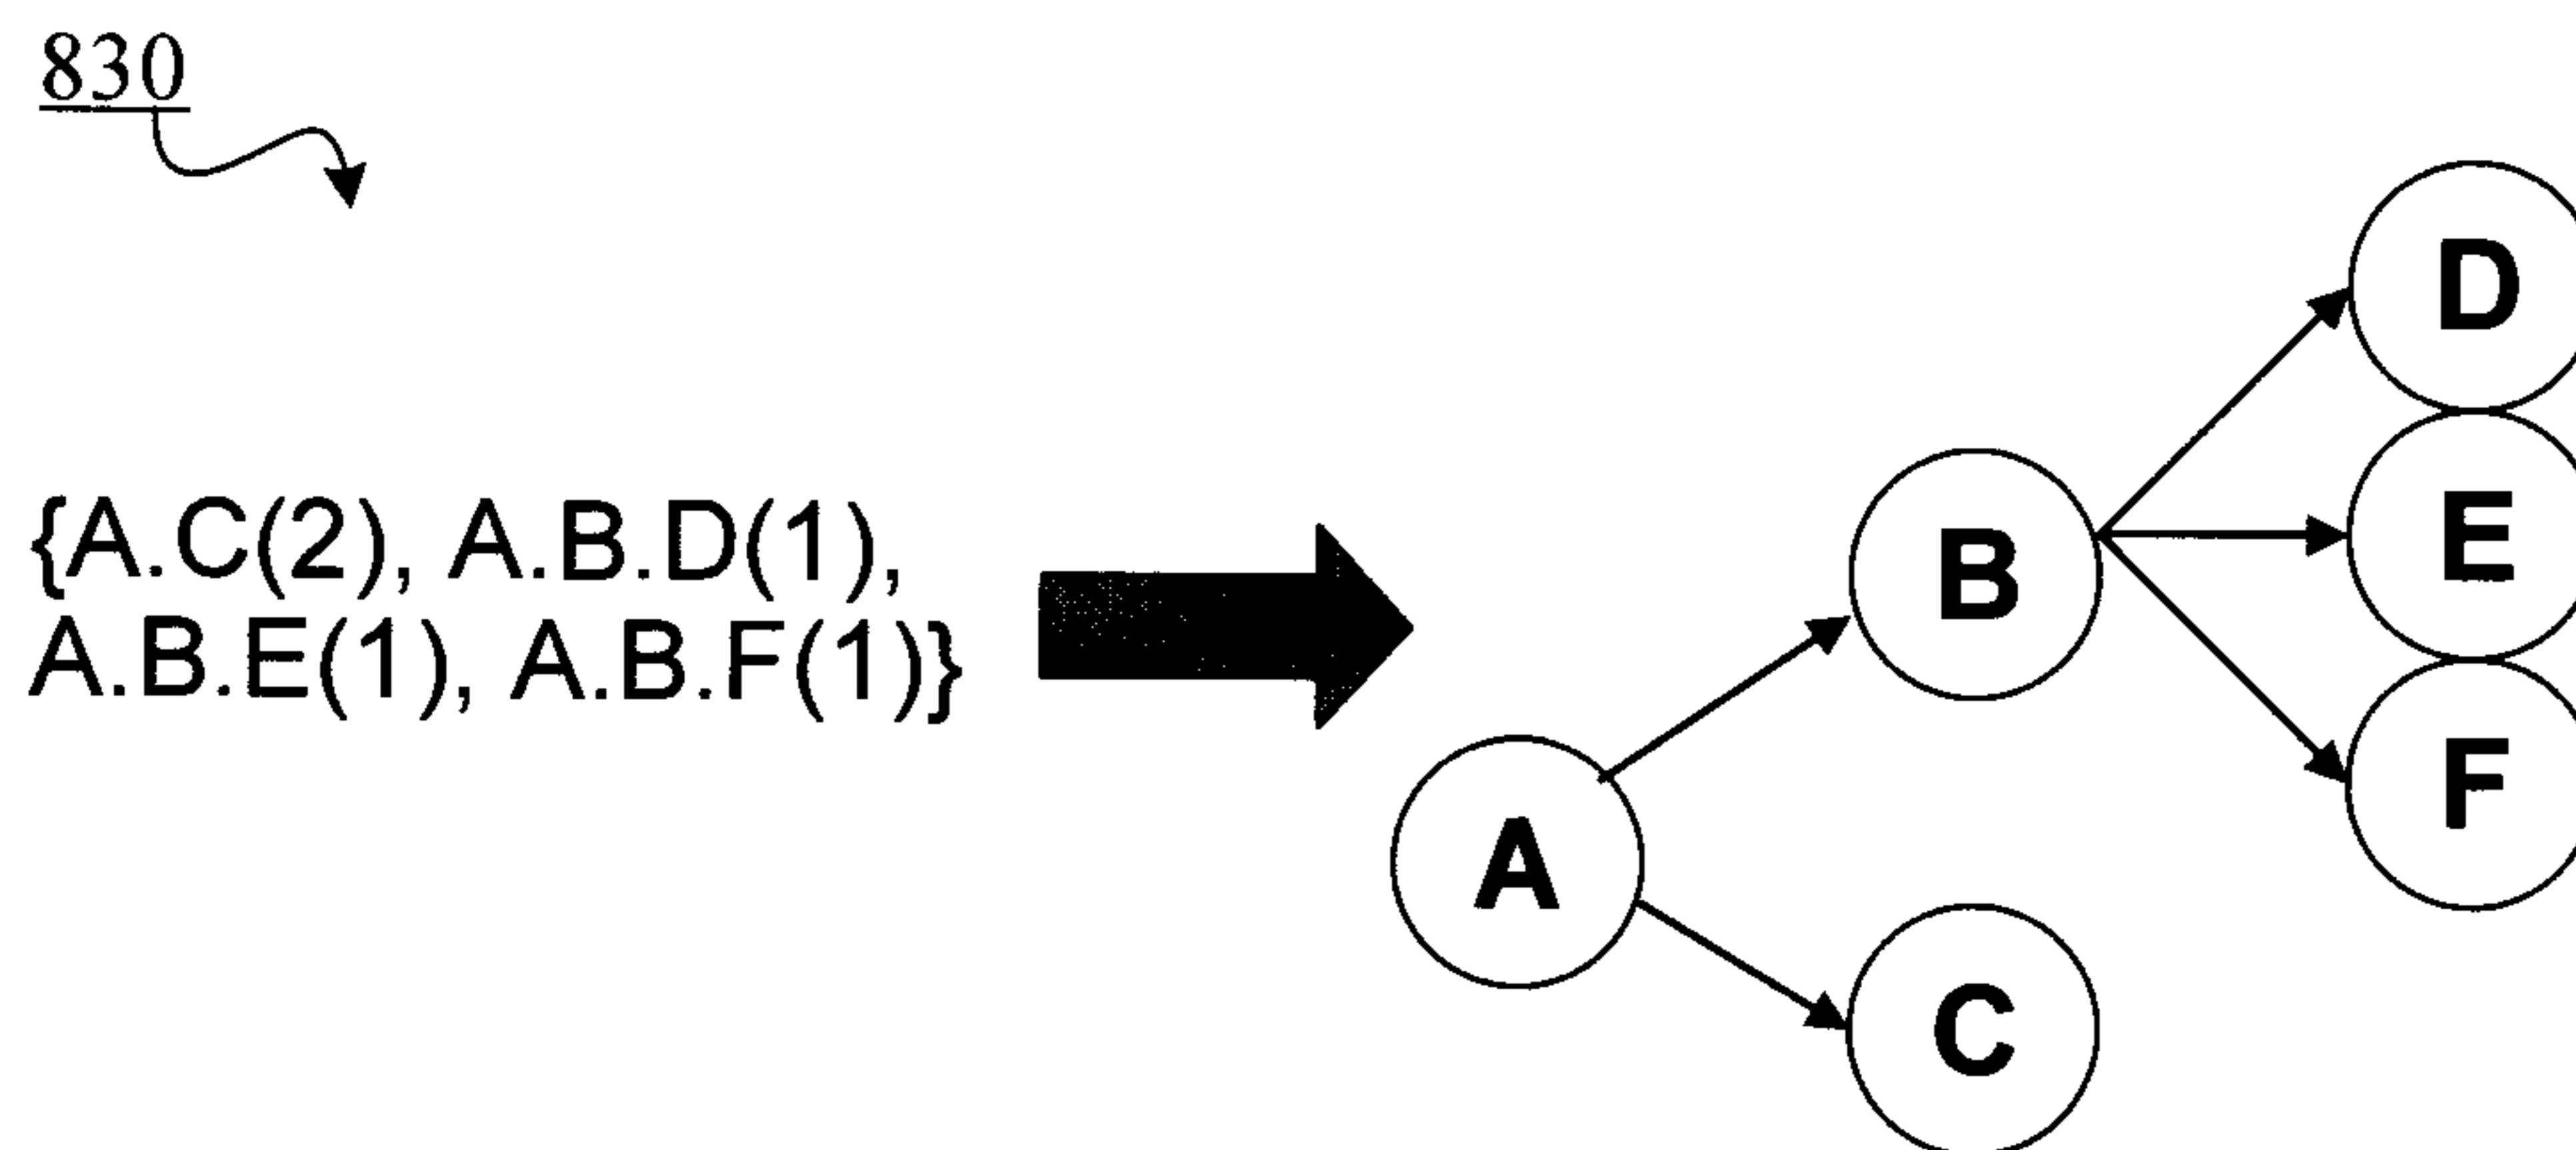 830
{A.C(2), A.B.D(1),
A.B.E(1), A.B.F(1)}
D
B
E
F
A
C